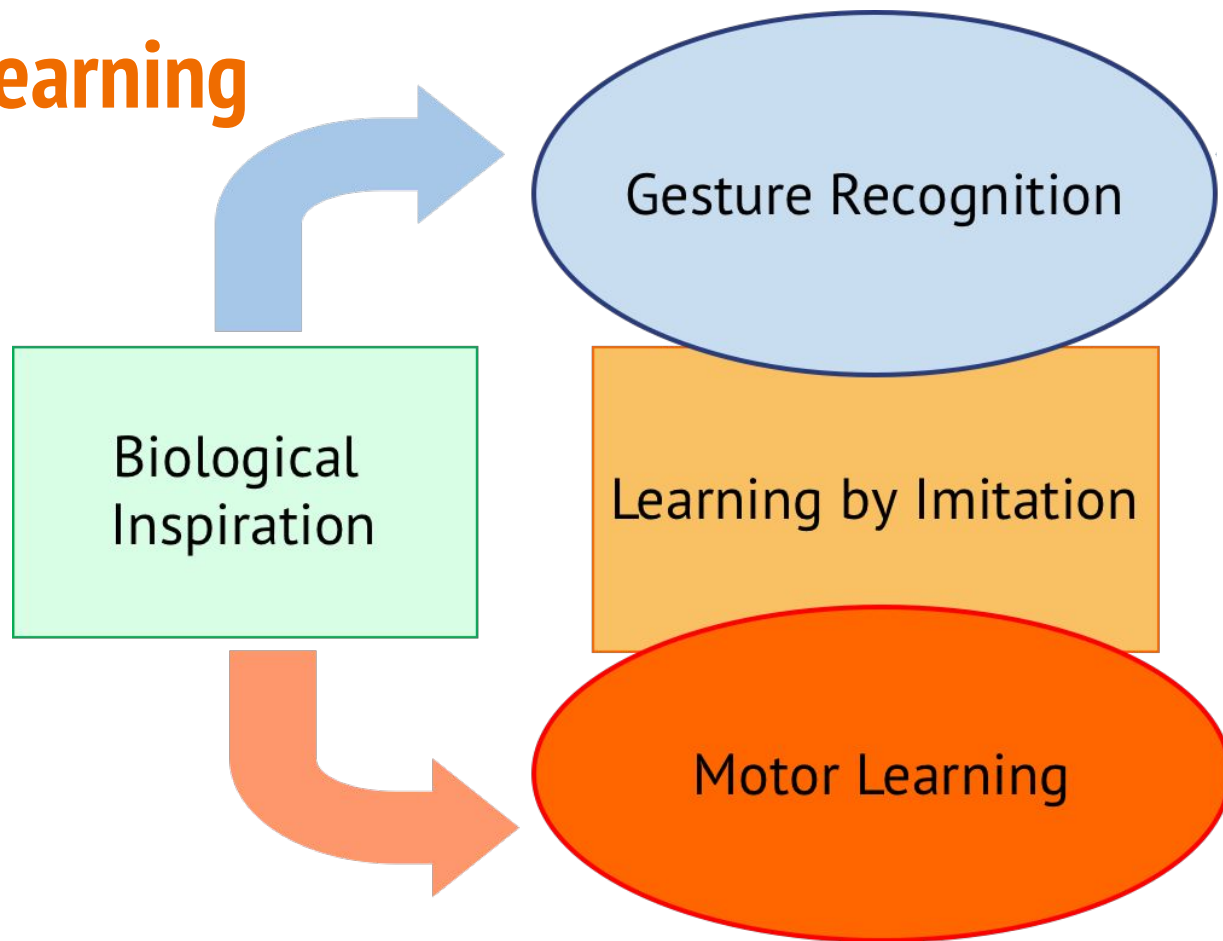 earning
Gesture Recognition
Biological
Inspiration
Learning by Imitation
Motor Learning